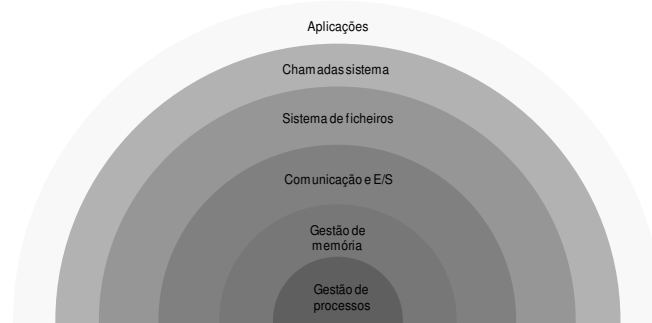 Aplicações
Chamadas sistema
Sistema de ficheiros
Comunicação e E/S
Gestão de
memória
Gestão de
processos